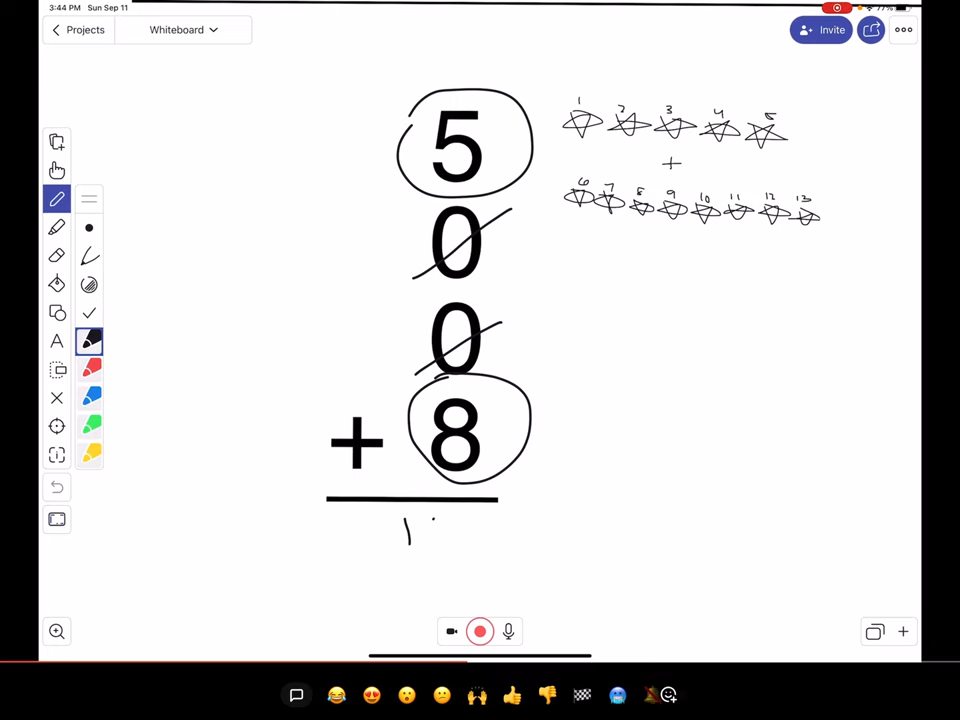 3:44 PM Sun Sep 11
77%
Projects
Whiteboard
Invite
5
0
0
+ 8
1
1 2 3 4 5
+
6 7 8 9 10 11 12 13
A